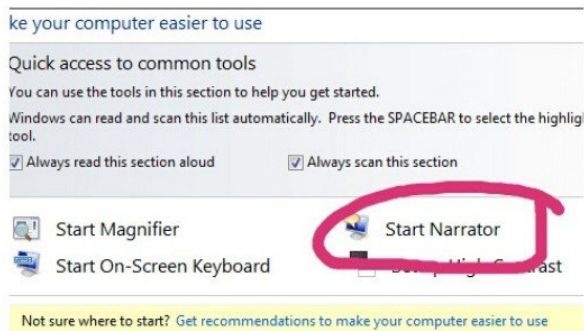 ke your computer easier to use
Quick access to common tools
You can use the tools in this section to help you get started.
Windows can read and scan this list automatically. Press the SPACEBAR to select the highlig
tool.
Always read this section aloud Always scan this section
Start Magnifier Start Narrator
Start On-Screen Keyboard High
Not sure where to start? Get recommendations to make your computer easier to use